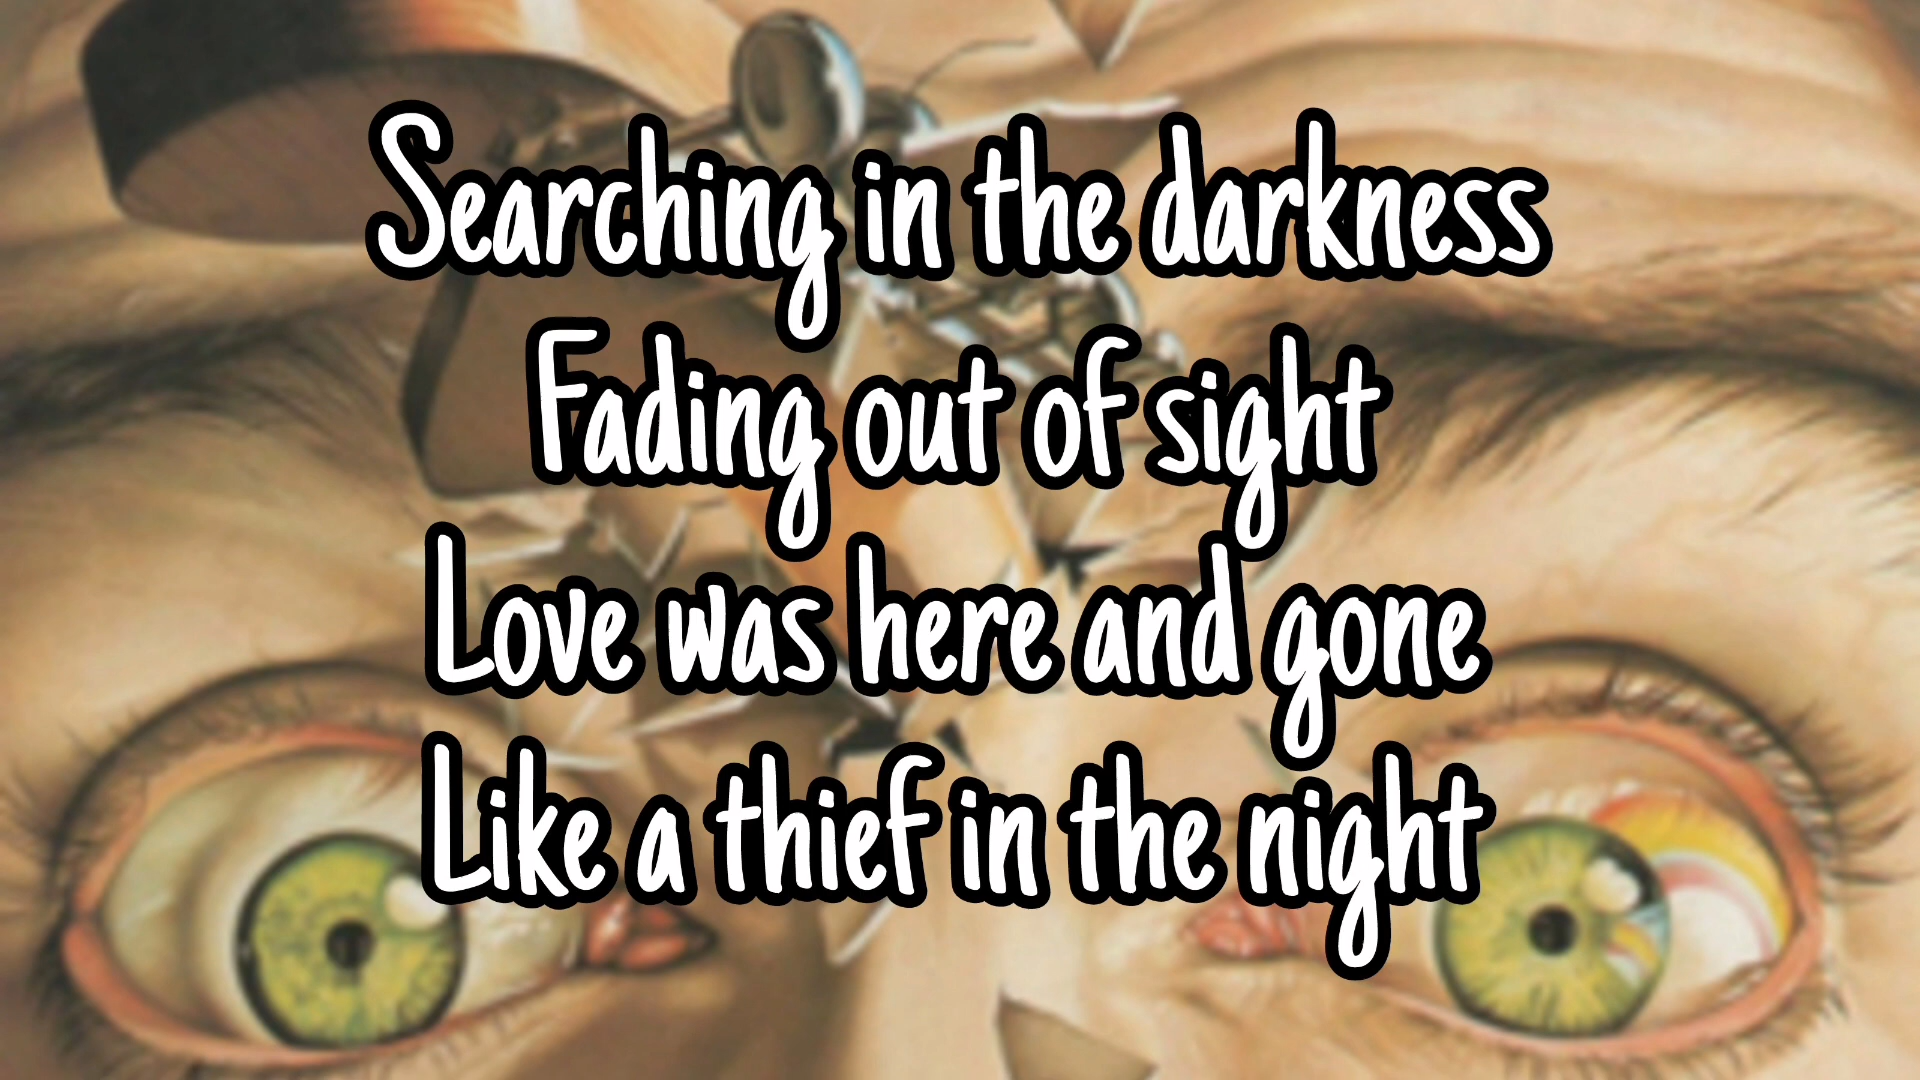 Searching in the darkness
Fading out of sight
Love was here and gone
Like a thief in the night